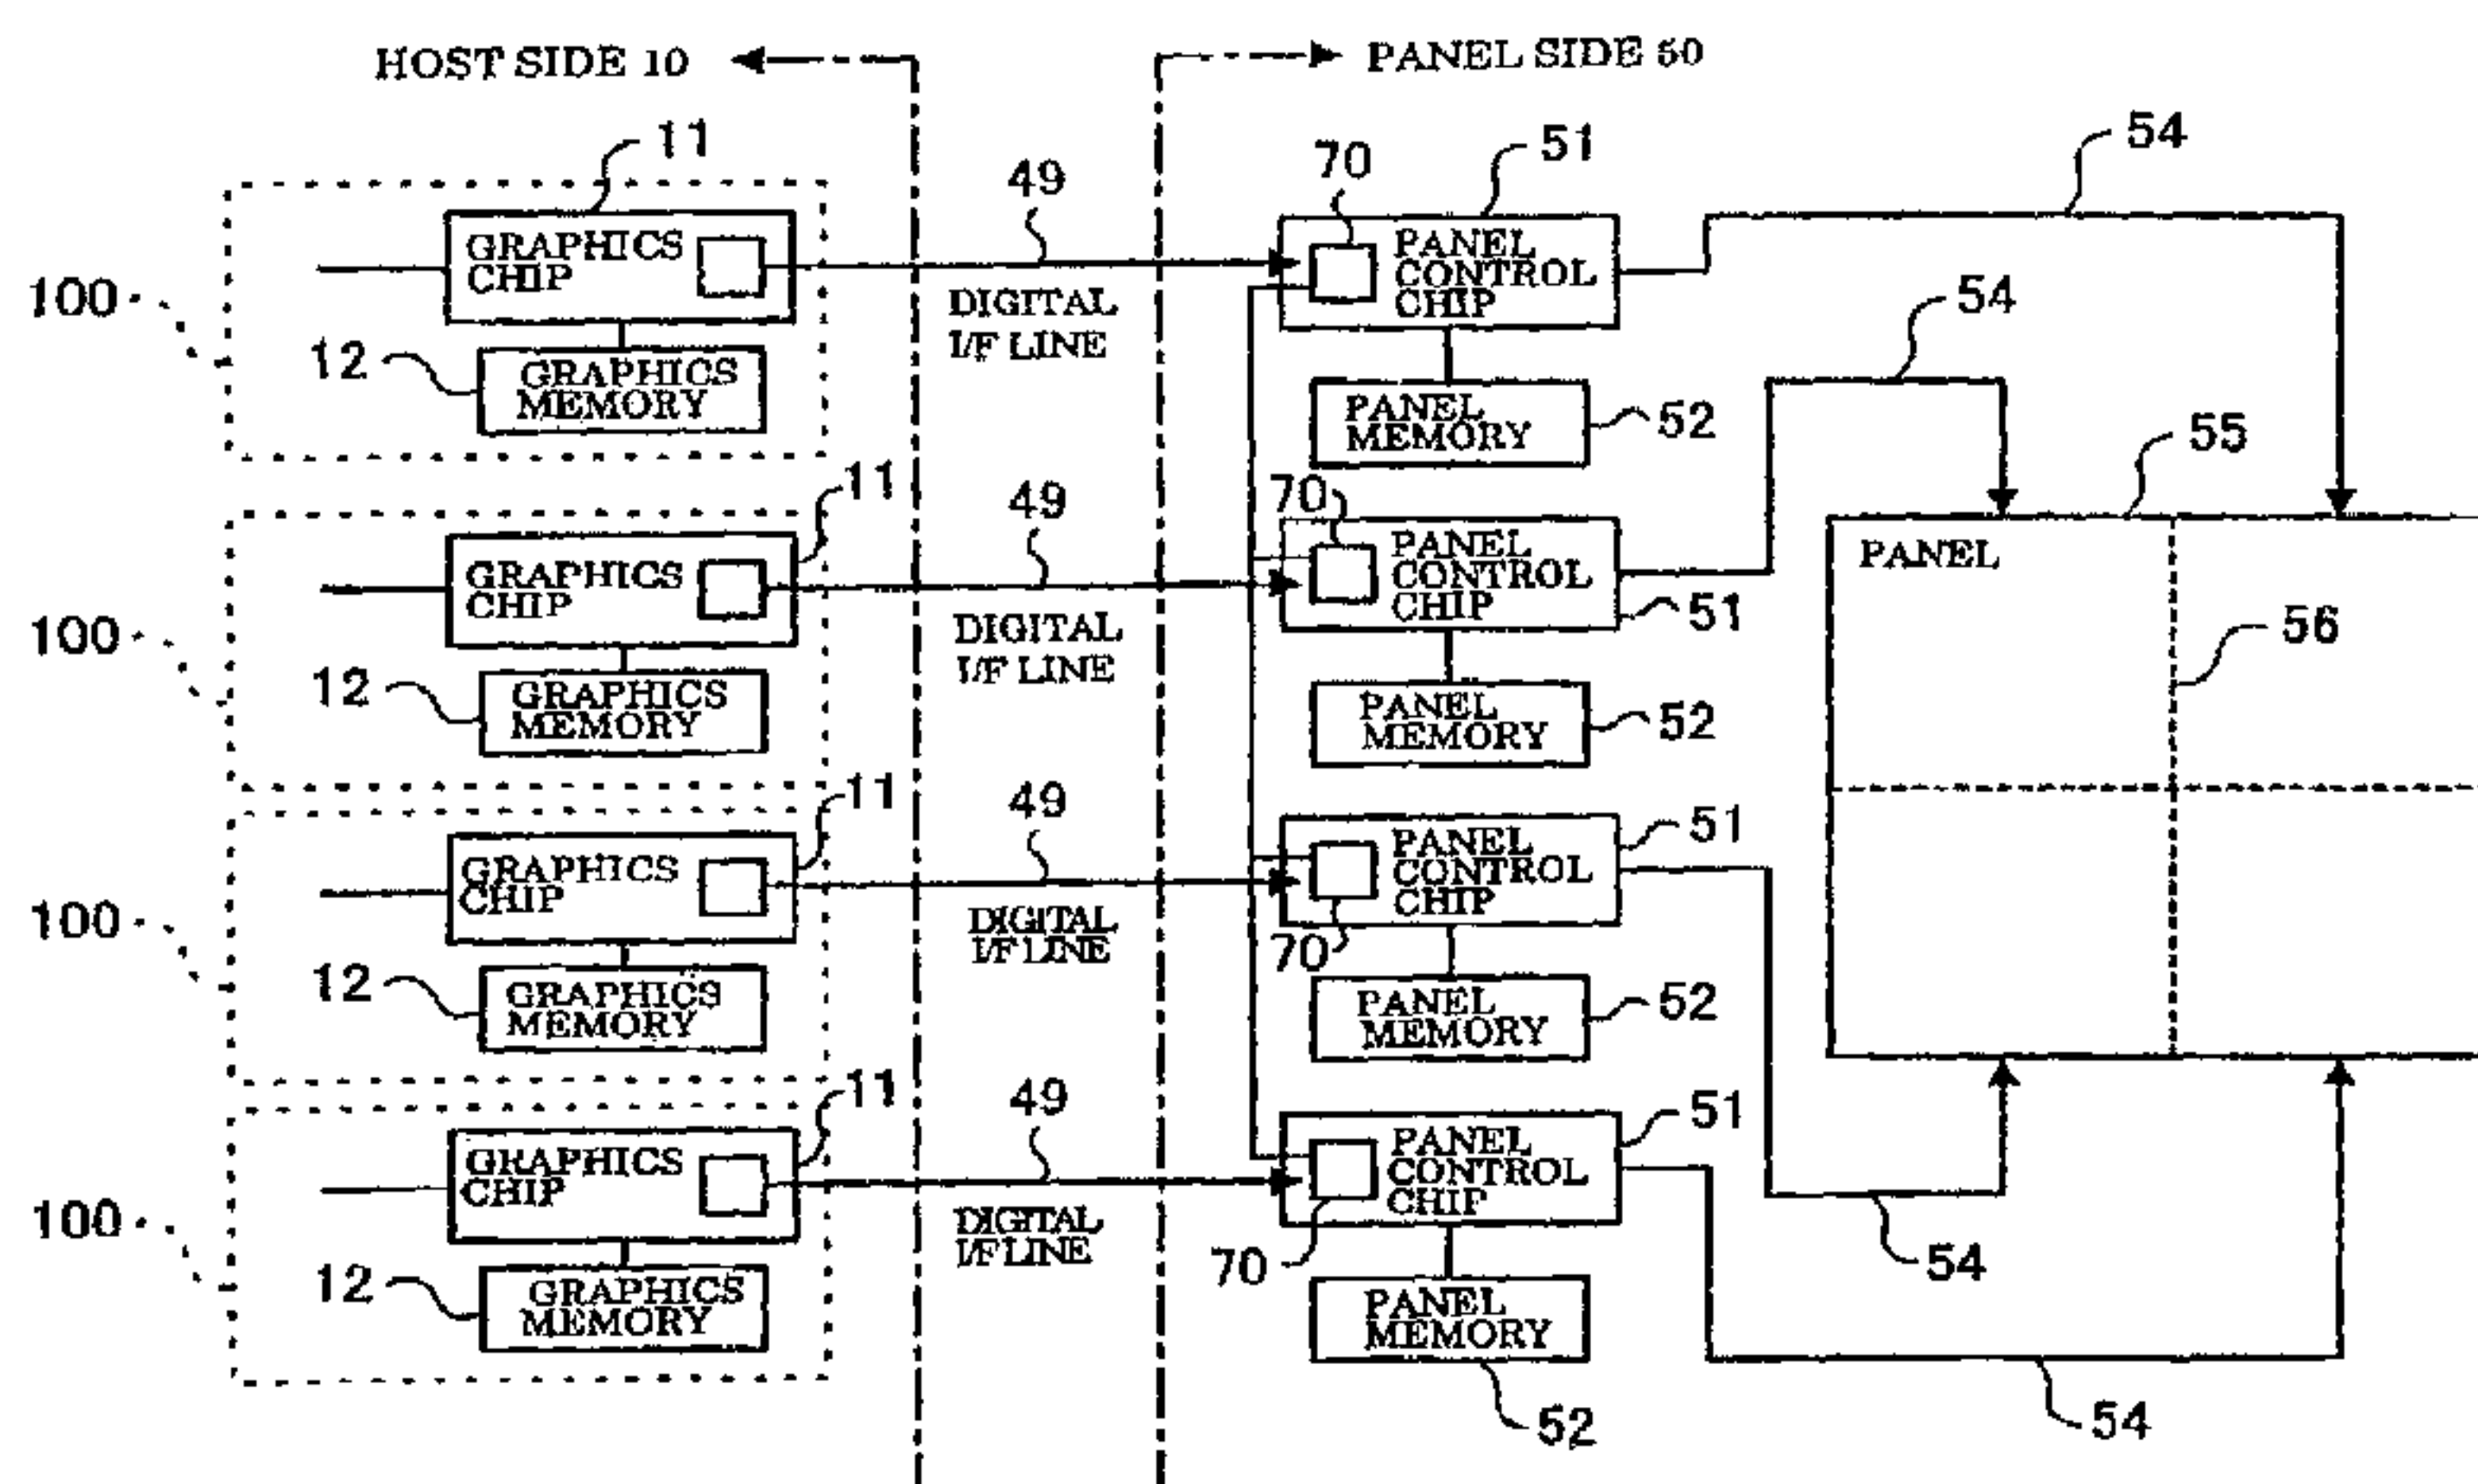 HOST SIDE 10
PANEL SIDE 50
11
49
70
51
54
100
GRAPHICS
CHIP
DIGITAL
I/F LINE
PANEL
CONTROL
CHIP
54
12
GRAPHICS
MEMORY
PANEL
MEMORY
52
55
11
49
70
100
GRAPHICS
CHIP
DIGITAL
I/F LINE
PANEL
CONTROL
CHIP
51
PANEL
56
12
GRAPHICS
MEMORY
PANEL
MEMORY
52
11
49
51
100
GRAPHICS
CHIP
DIGITAL
I/F LINE
PANEL
CONTROL
CHIP
70
12
GRAPHICS
MEMORY
PANEL
MEMORY
52
11
49
51
100
GRAPHICS
CHIP
DIGITAL
I/F LINE
PANEL
CONTROL
CHIP
70
54
12
GRAPHICS
MEMORY
PANEL
MEMORY
52
54